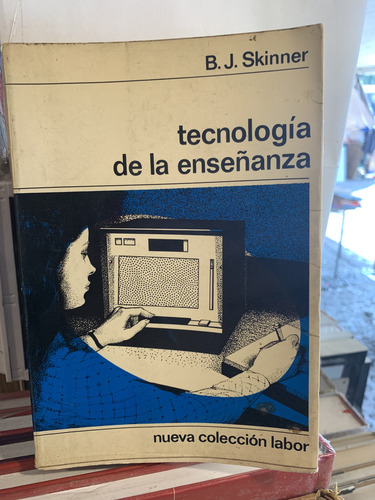 B. J. Skinner
tecnología
de la enseñanza
nueva colección labor